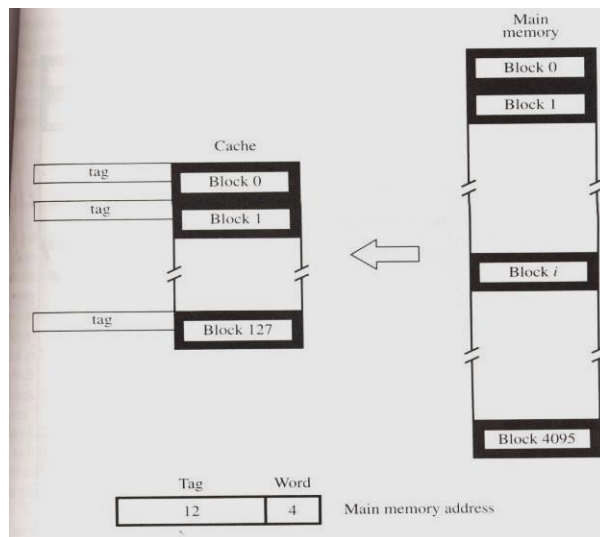 Main
memory
Block 0
Block 1
Cache
tag
Block 0
tag
Block 1
Block i
tag
Block 127
Block 4095
Tag
Word
12
4
Main memory address